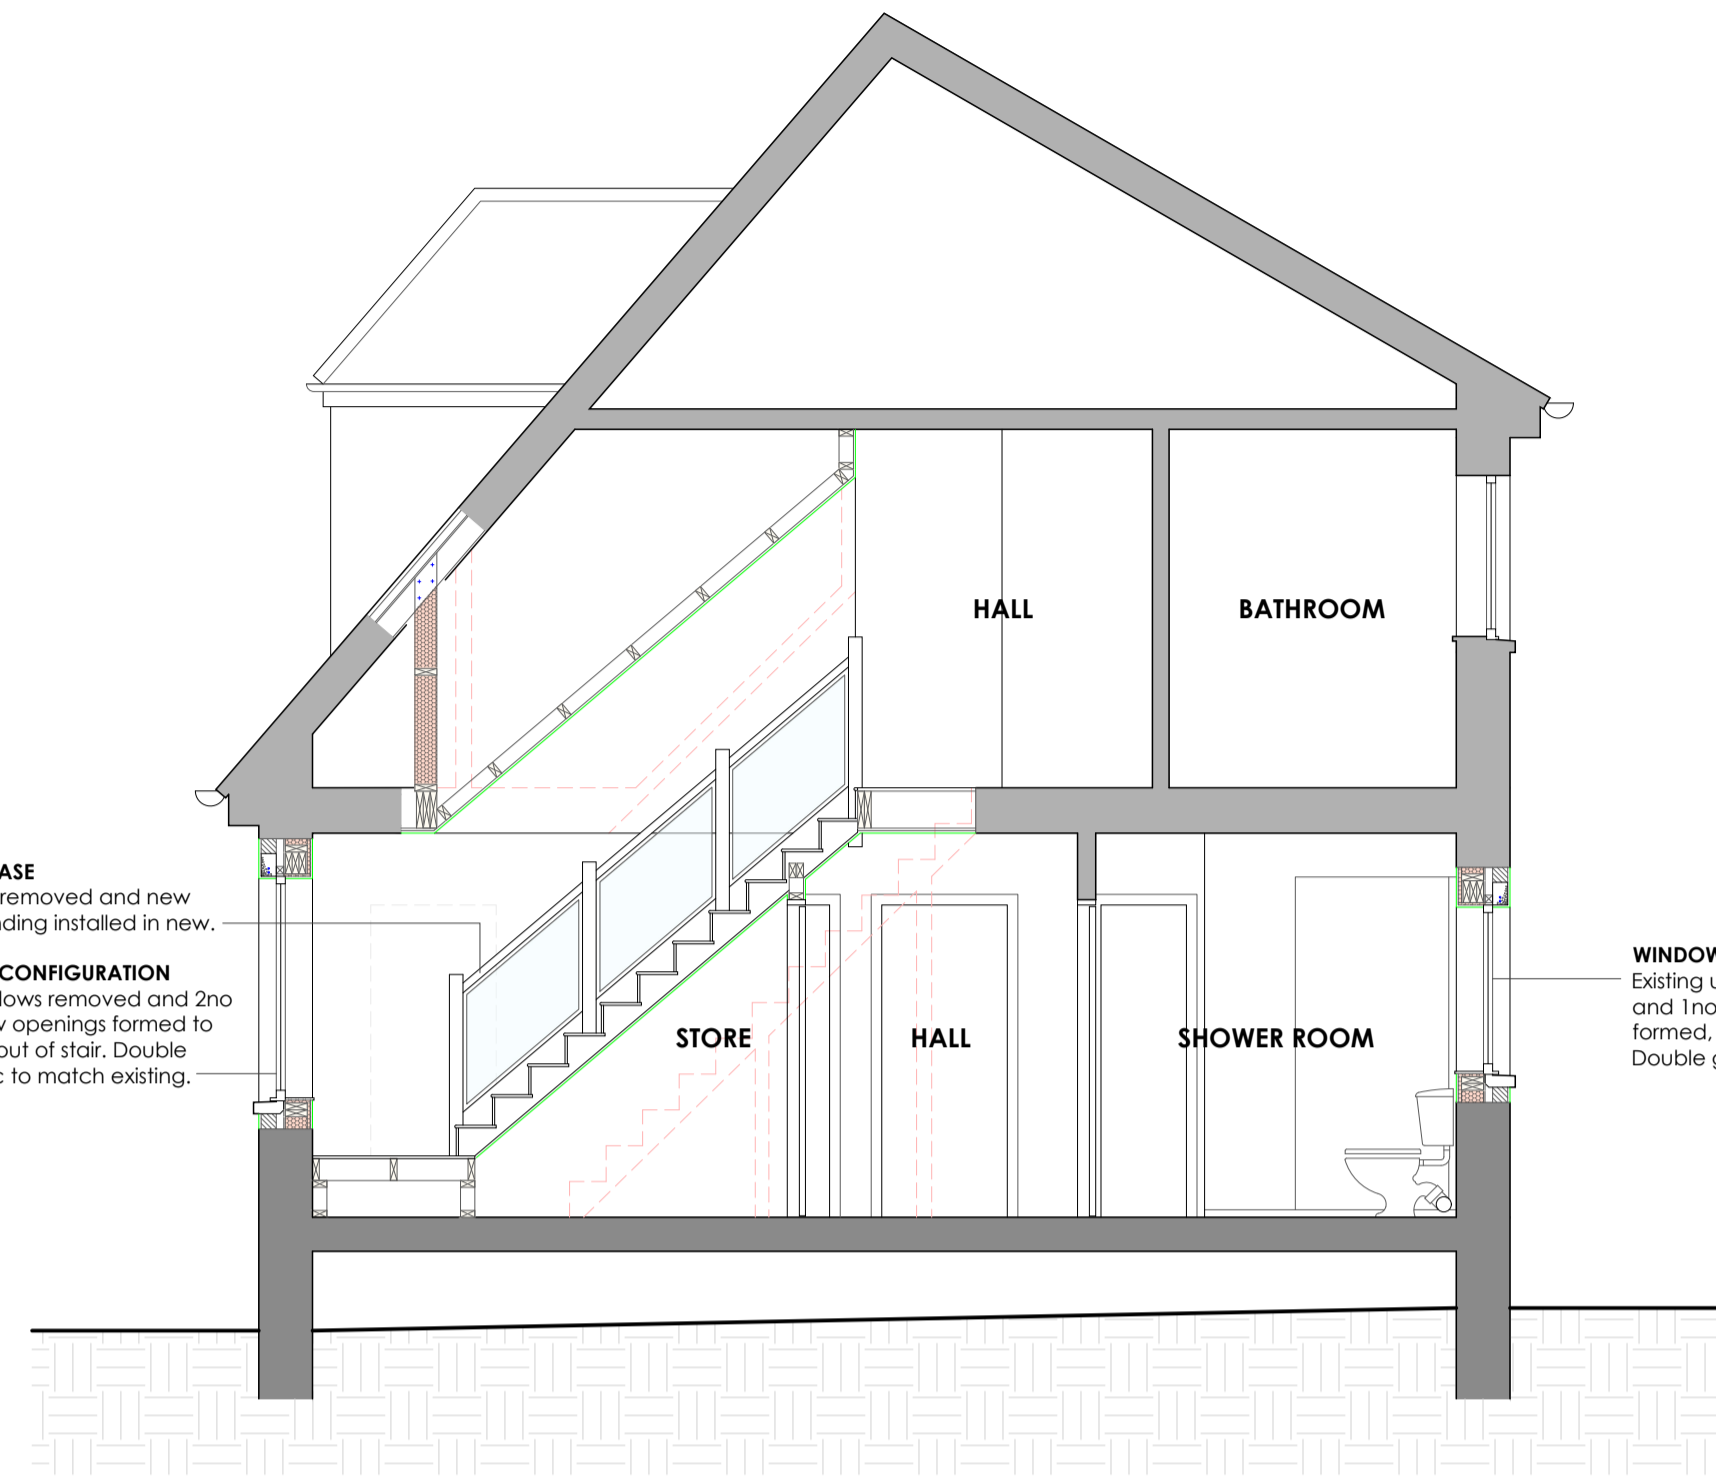 HALL
BATHROOM
ASE
removed and new
nding installed in new.
CONFIGURATION
lows removed and 2no
openings formed to
out of stair. Double
to match existing.
STORE
HALL
SHOWER ROOM
WINDOW
Existing
and 1no
formed,
Double